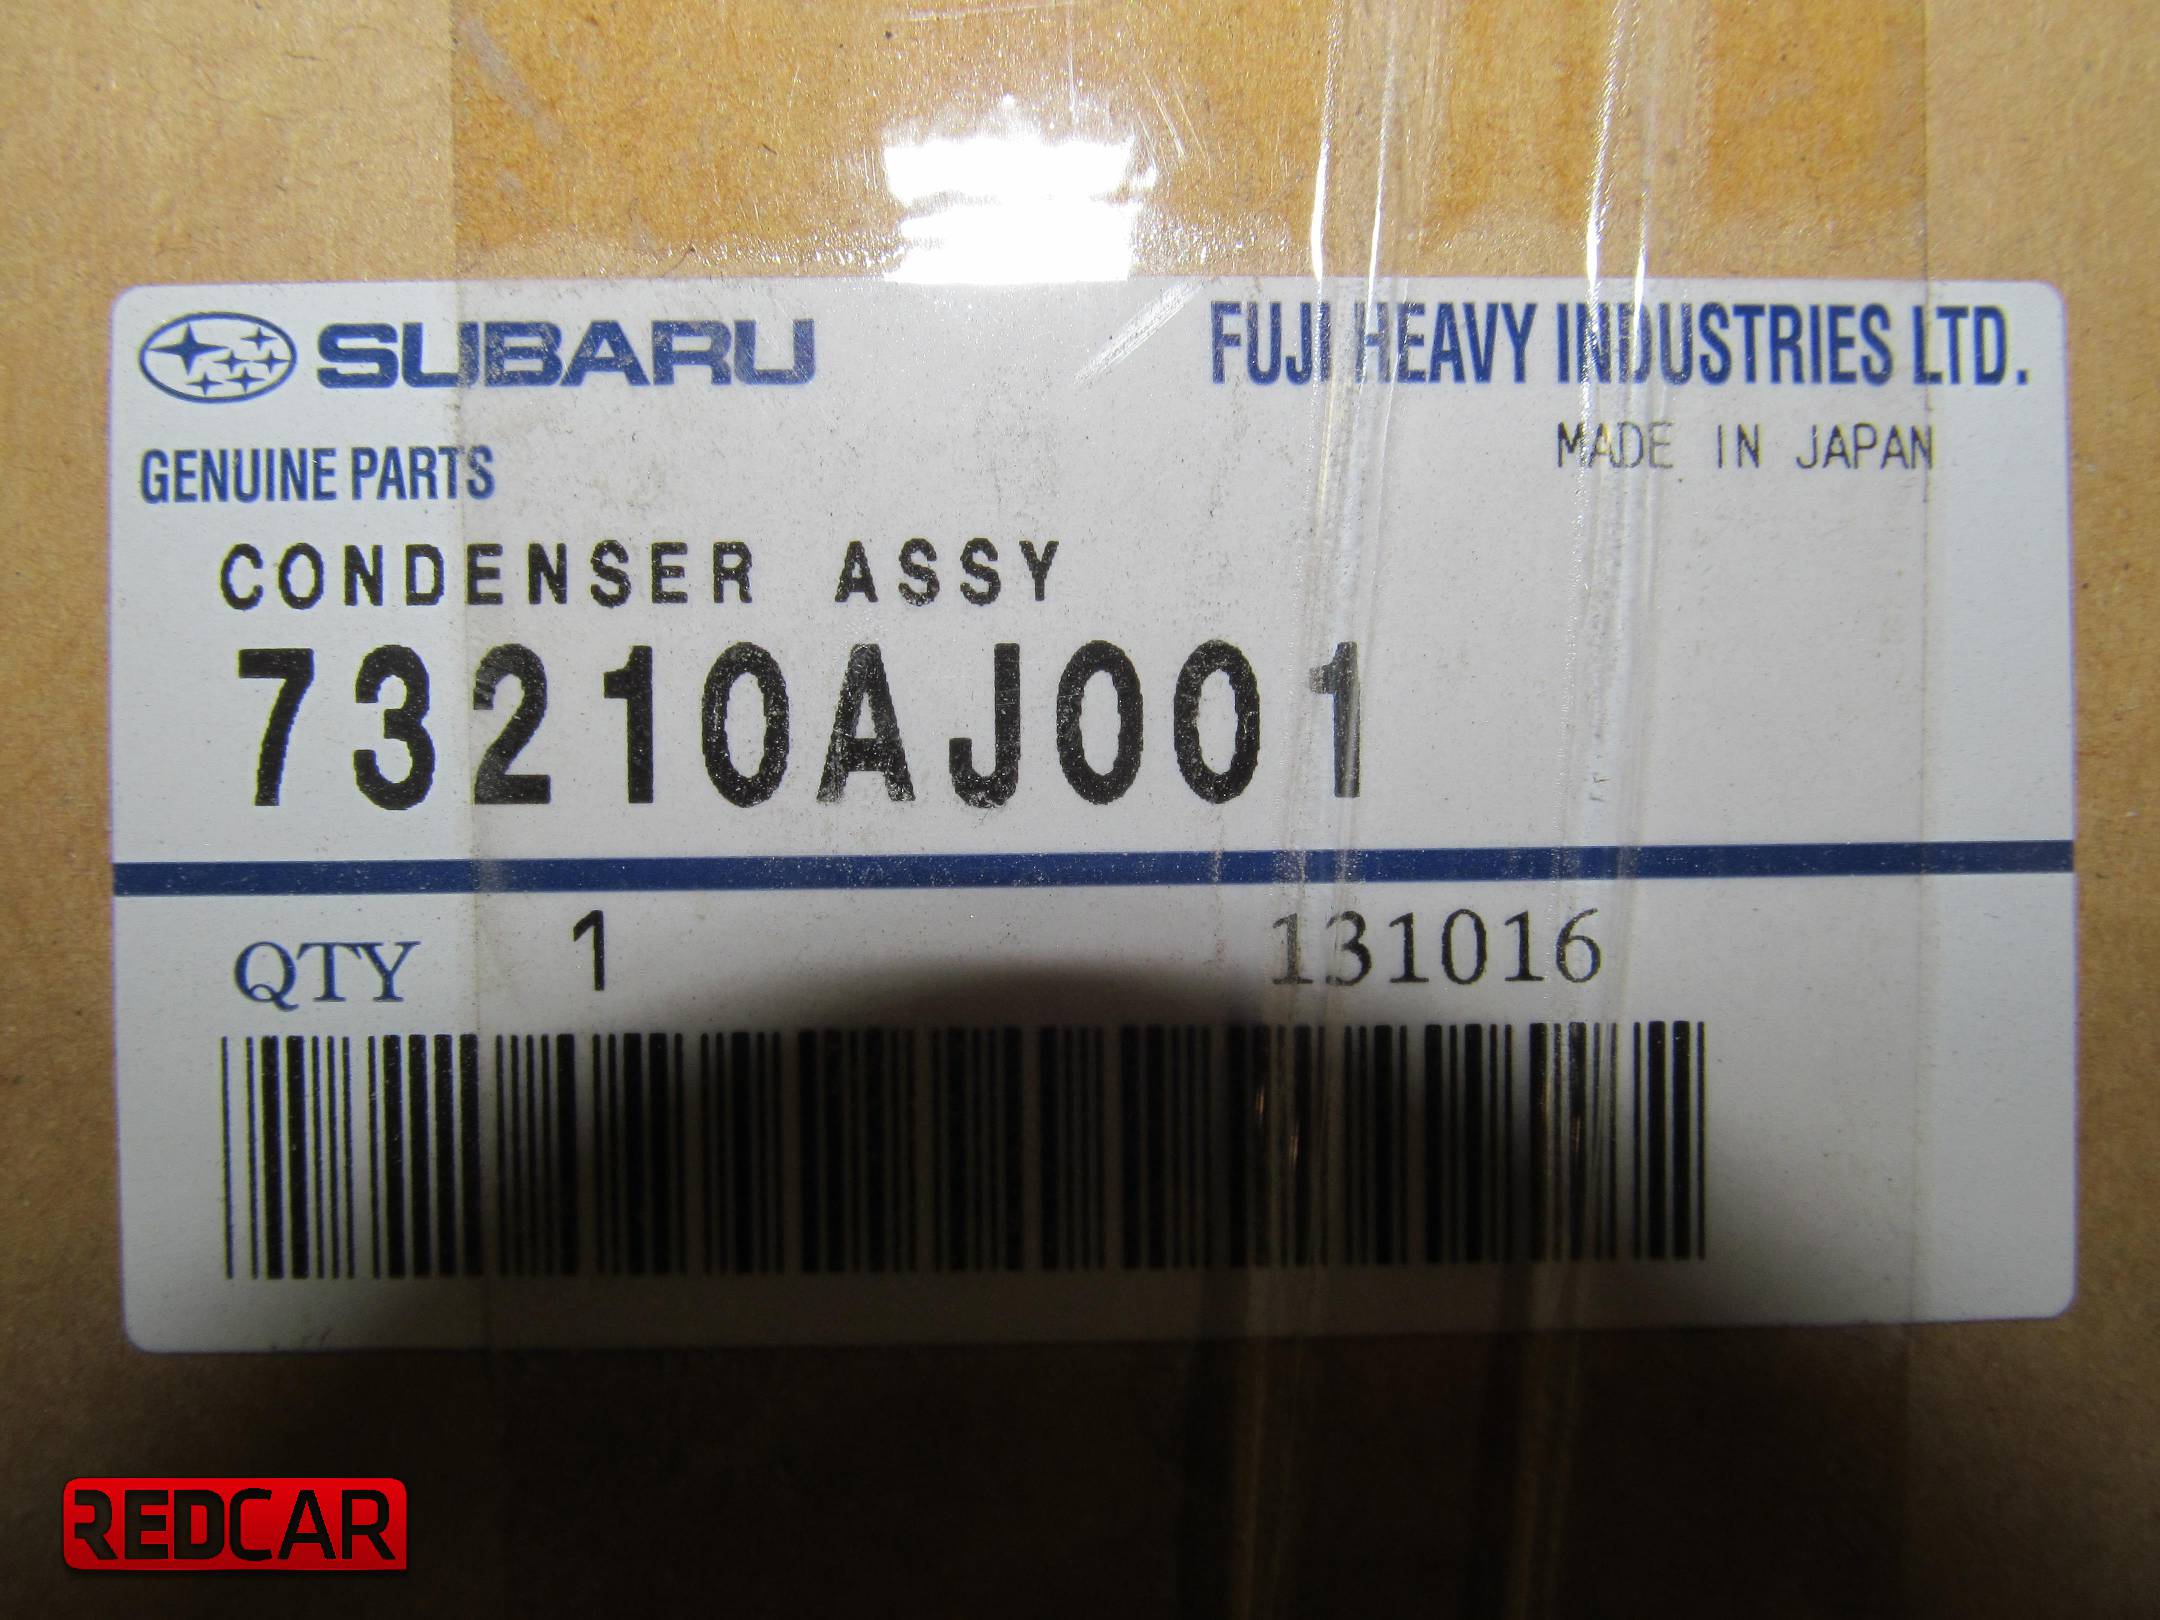 SUBARU FUJI HEAVY INDUSTRIES LTD.
MADE IN JAPAN
GENUINE PARTS
CONDENSER ASSY
73210AJ001
QTY 1 131016
REDCAR